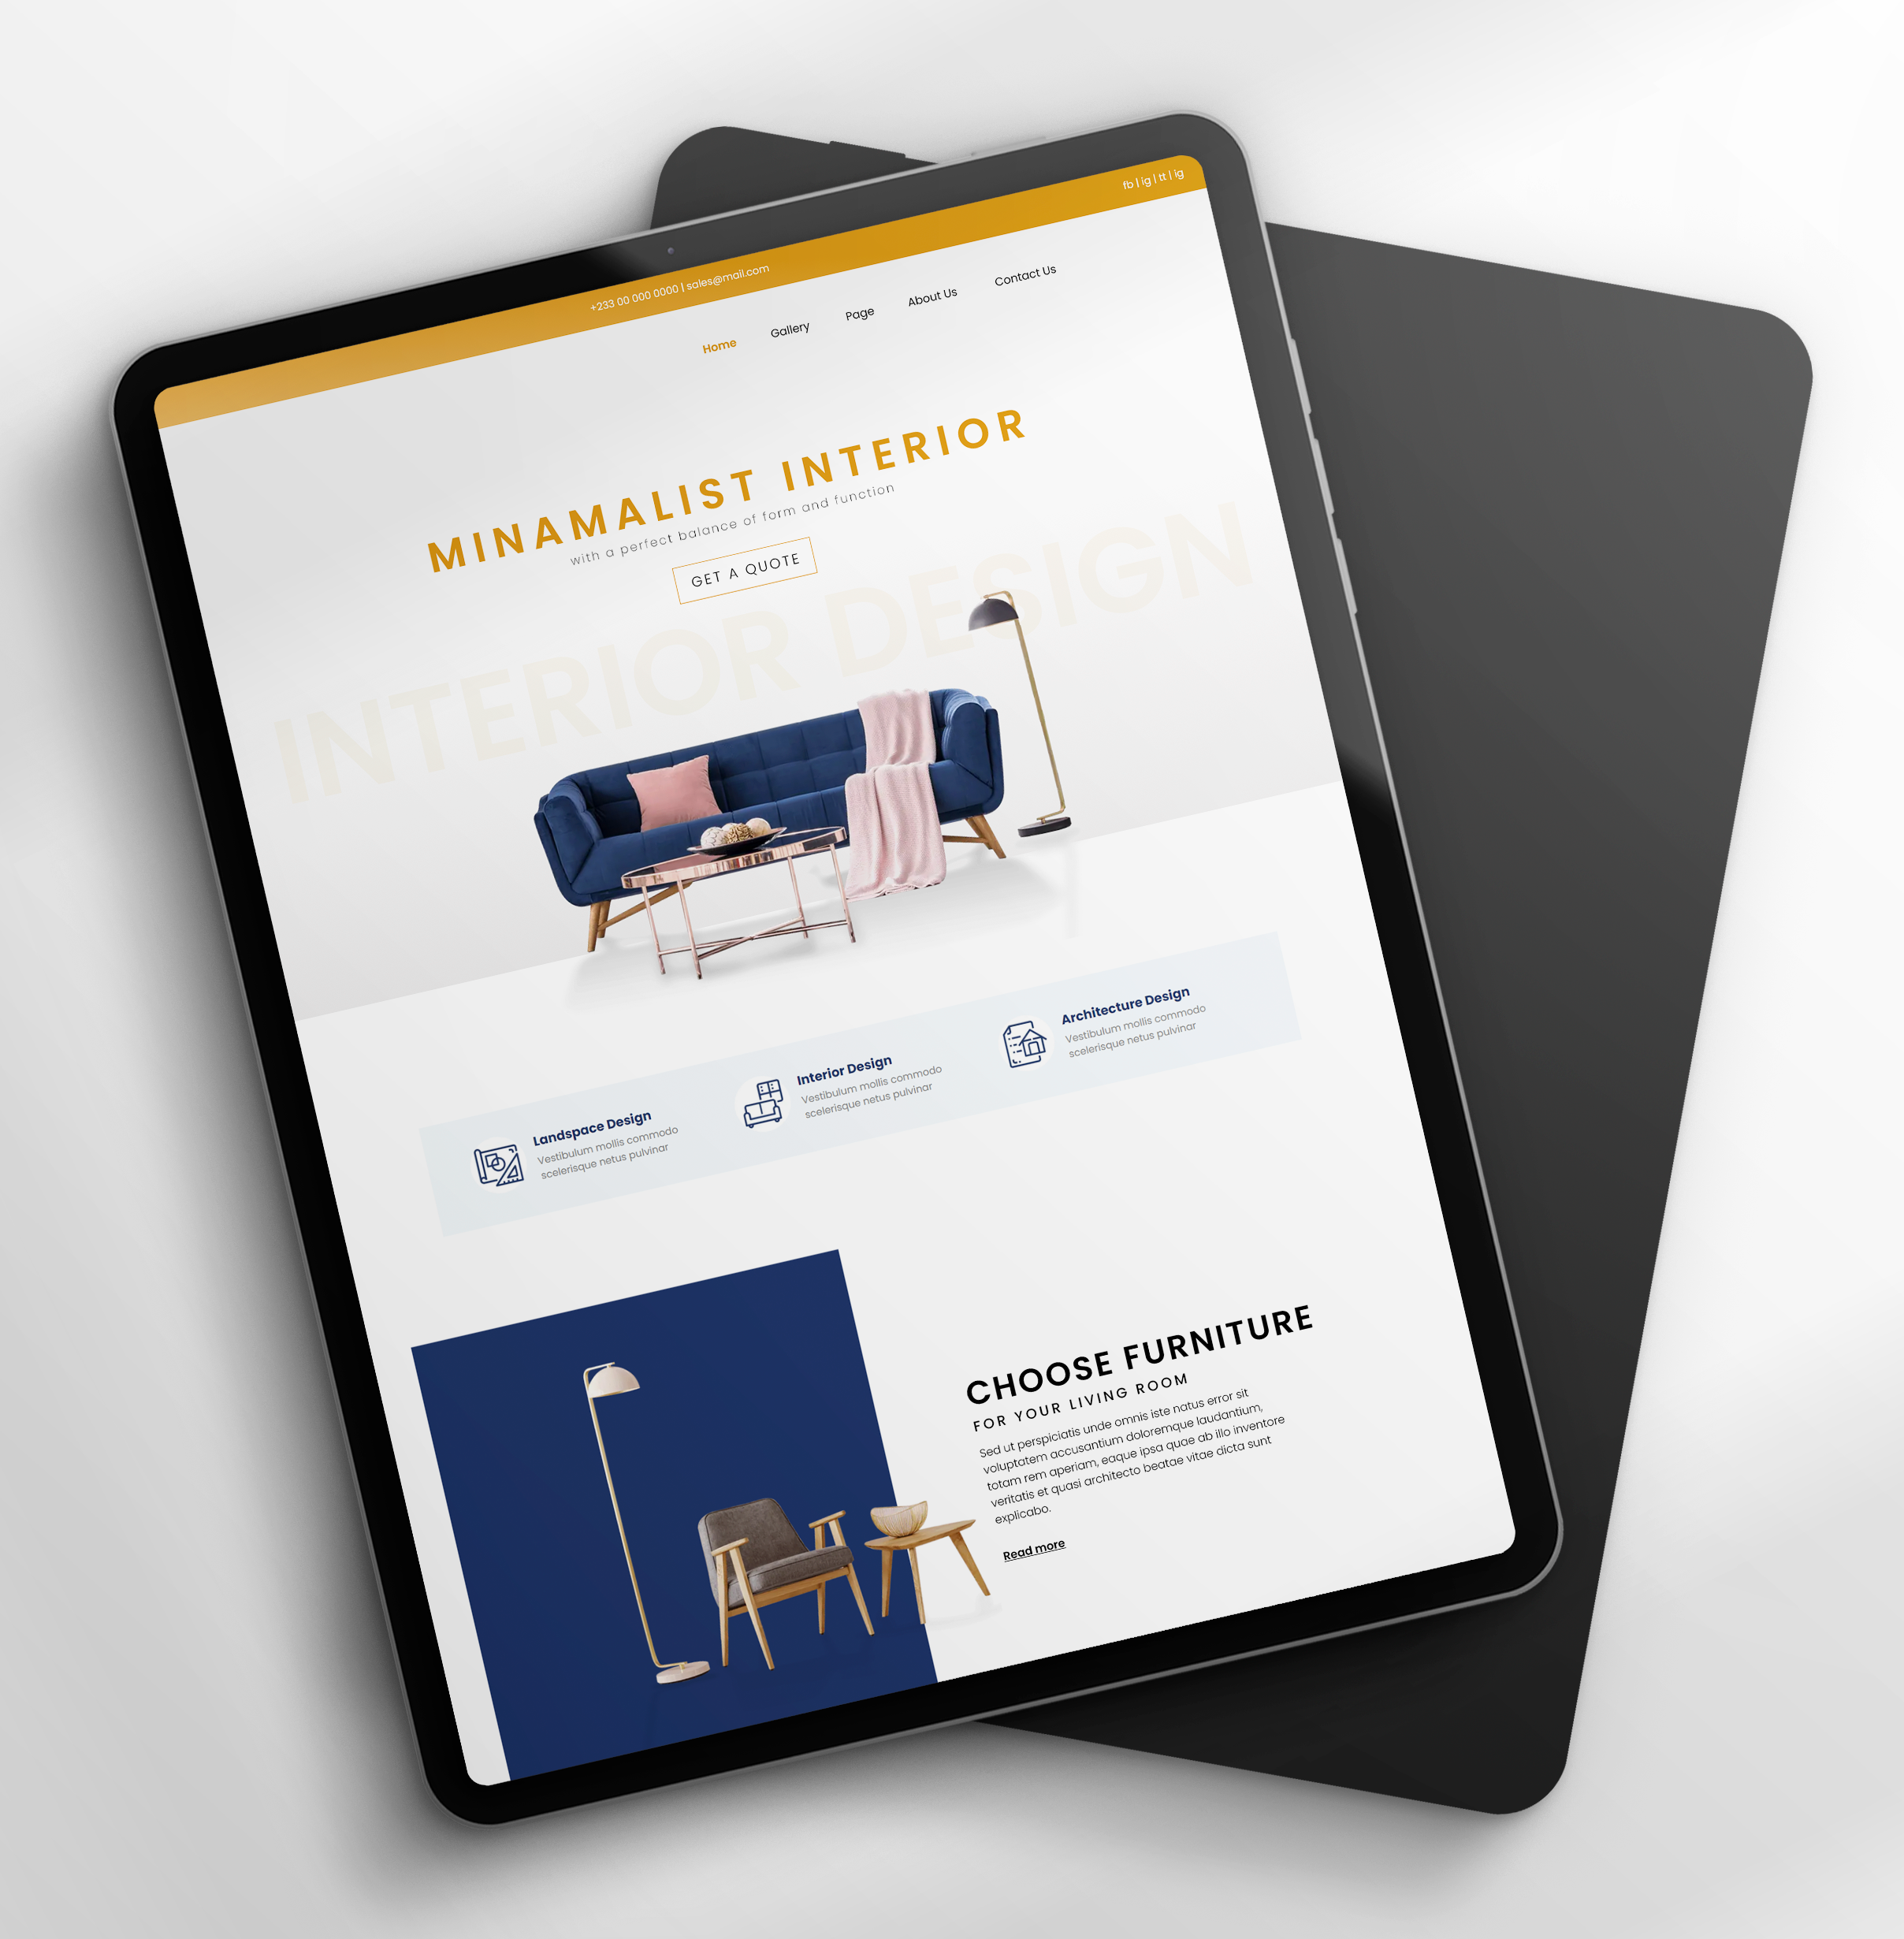 +233 00 000 0000 | sales@mail.com
fb | ig | tt | ig
Home Gallery Page About Us Contact Us
MINAMALIST INTERIOR
with a perfect balance of form and function
GET A QUOTE
INTERIOR DESIGN
Landspace Design
Vestibulum mollis commodo
scelerisque netus pulvinar
Interior Design
Vestibulum mollis commodo
scelerisque netus pulvinar
Architecture Design
Vestibulum mollis commodo
scelerisque netus pulvinar
CHOOSE FURNITURE
FOR YOUR LIVING ROOM
Sed ut perspiciatis unde omnis iste natus error sit
voluptatem accusantium doloremque laudantium,
totam rem aperiam, eaque ipsa quae ab illo inventore
veritatis et quasi architecto beatae vitae dicta sunt
explicabo.
Read more